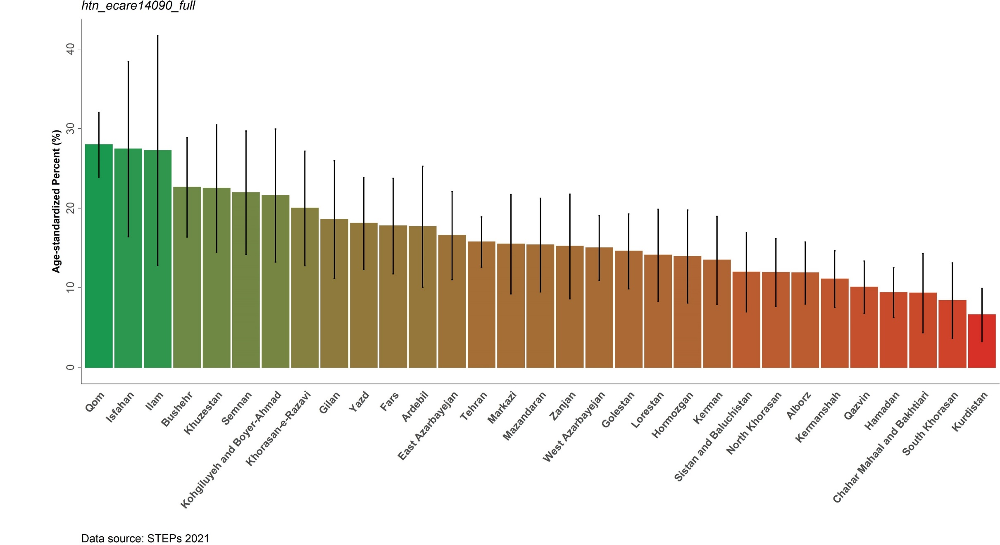 htn_ecare14090_full
Age-standardized Percent (%)
40
30
20
10
0
Qom
Isfahan
Ilam
Bushehr
Khuzestan
Semnan
Kohgiluyeh and Boyer-Ahmad
Khorasan-e-Razavi
Gilan
Yazd
Fars
Ardebil
East Azarbayejan
Tehran
Markazi
Mazandaran
Zanjan
West Azarbayejan
Golestan
Lorestan
Hormozgan
Kerman
Sistan and Baluchistan
North Khorasan
Alborz
Kermanshah
Qazvin
Hamadan
Chahar Mahaal and Bakhtiari
South Khorasan
Kurdistan
Data source: STEPs 2021